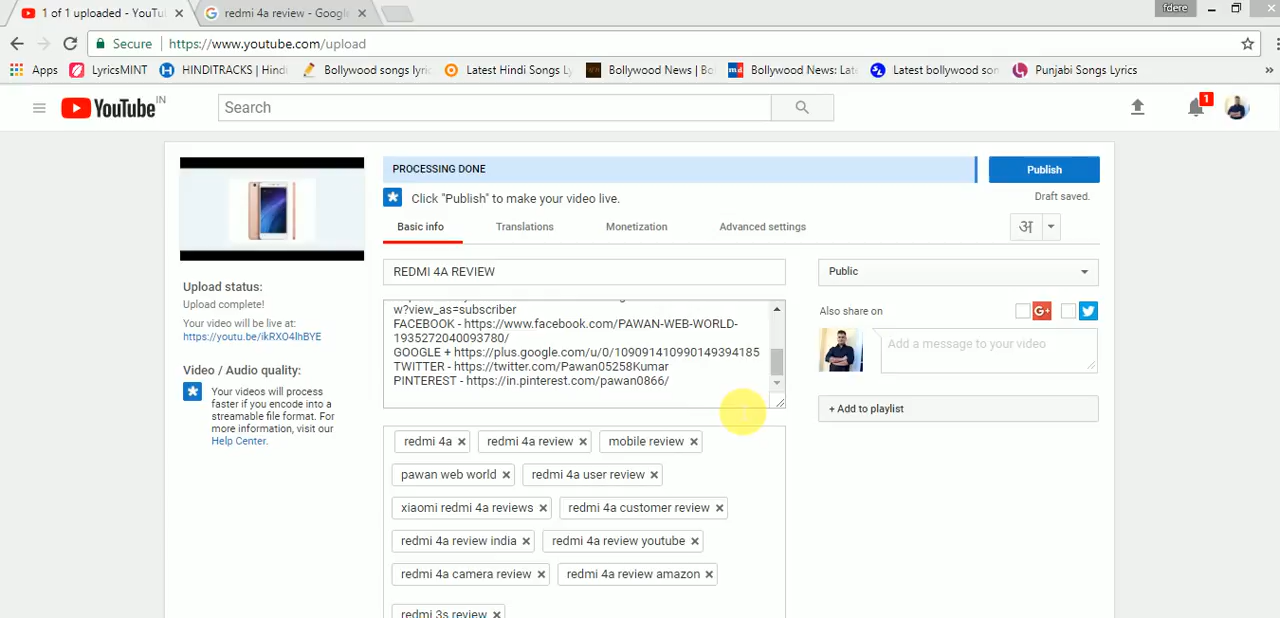 1 of 1 uploaded - YouTu
redmi 4a review - Google
fdere
Secure
https://www.youtube.com/upload
Apps
LyricsMINT
HINDITRACKS | Hindi
Bollywood songs lyric
Latest Hindi Songs Ly
Bollywood News | Bo
Bollywood News: Late
Latest bollywood son
Punjabi Songs Lyrics
»
YouTube IN
Search
1
PROCESSING DONE
Publish
Click "Publish" to make your video live.
Draft saved.
Basic info
Translations
Monetization
Advanced settings
अ
REDMI 4A REVIEW
Public
w?view_as=subscriber
FACEBOOK - https://www.facebook.com/PAWAN-WEB-WORLD-
1935272040093780/
GOOGLE + https://plus.google.com/u/0/109091410990149394185
TWITTER - https://twitter.com/Pawan05258Kumar
PINTEREST - https://in.pinterest.com/pawan0866/
Also share on
G+
Add a message to your video
+ Add to playlist
Upload status:
Upload complete!
Your video will be live at:
https://youtu.be/ikRXO4lhBYE
Video / Audio quality:
Your videos will process
faster if you encode into a
streamable file format. For
more information, visit our
Help Center.
redmi 4a ×
redmi 4a review ×
mobile review ×
pawan web world ×
redmi 4a user review ×
xiaomi redmi 4a reviews ×
redmi 4a customer review ×
redmi 4a review india ×
redmi 4a review youtube ×
redmi 4a camera review ×
redmi 4a review amazon ×
redmi 3s review ×